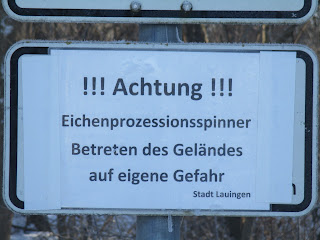 !!! Achtung !!!
Eichenprozessionsspinner
Betreten des Geländes
auf eigene Gefahr
Stadt Lauingen